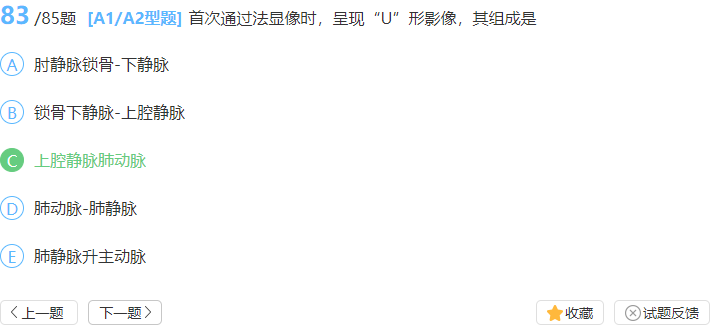 83/85题 [A1/A2型题] 首次通过法显像时，呈现“U”形影像，其组成是
A 肘静脉锁骨-下静脉
B 锁骨下静脉-上腔静脉
C 上腔静脉肺动脉
D 肺动脉-肺静脉
E 肺静脉升主动脉
上一题 下一题 收藏 试题反馈